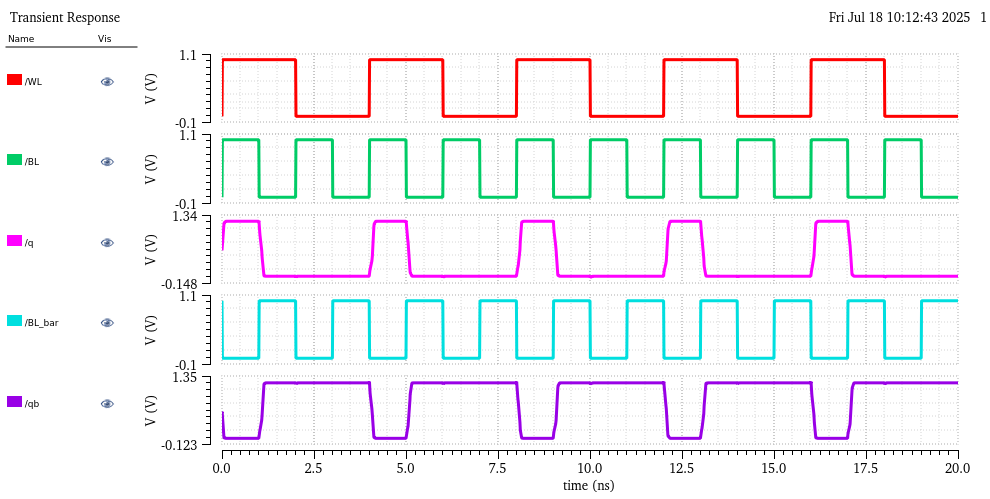 Transient Response Fri Jul 18 10:12:43 2025 1
Name Vis
/WL
1.1
V (V)
-0.1
/BL
1.1
V (V)
-0.1
/q
1.34
V (V)
-0.148
/BL_bar
1.1
V (V)
-0.1
/qb
1.35
V (V)
-0.123
0.0 2.5 5.0 7.5 10.0 12.5 15.0 17.5 20.0
time (ns)